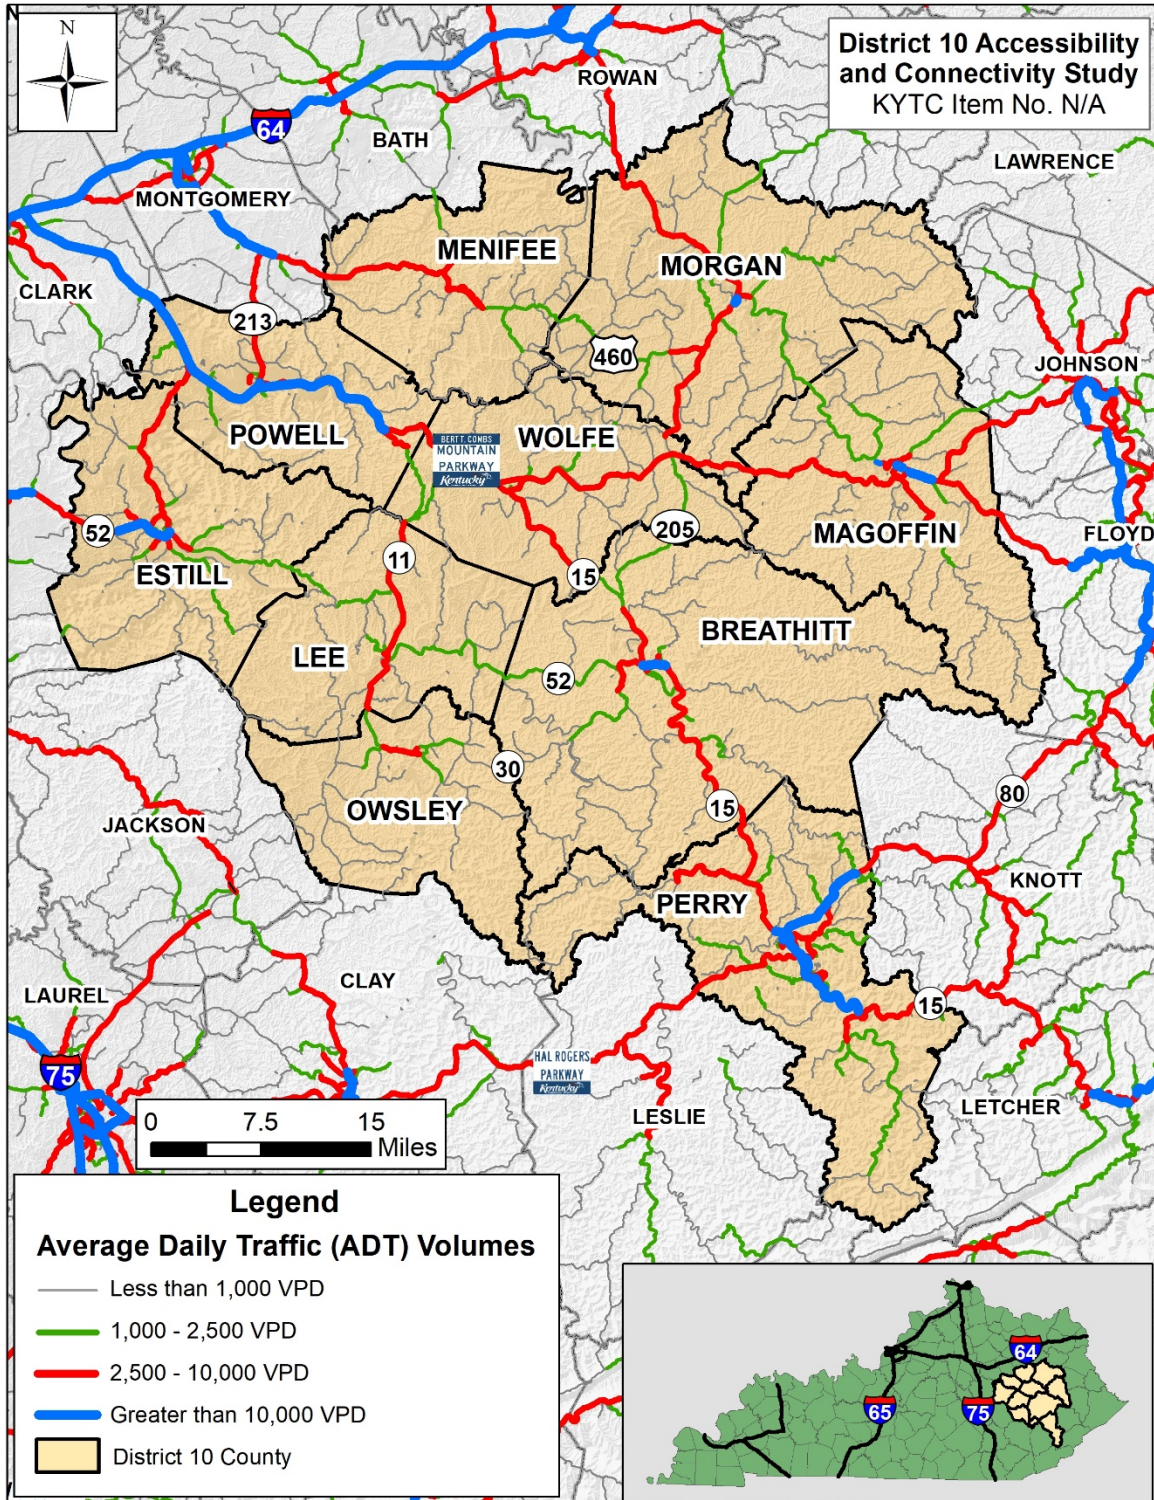 N
District 10 Accessibility
and Connectivity Study
KYTC Item No. N/A
ROWAN
64
BATH
LAWRENCE
MONTGOMERY
MENIFEE
MORGAN
CLARK
213
460
JOHNSON
POWELL
WOLFE
BERT T. COMBS
MOUNTAIN
PARKWAY
Kentucky
205
52
MAGOFFIN
FLOYD
11
15
ESTILL
BREATHITT
LEE
52
30
80
OWSLEY
15
JACKSON
KNOTT
PERRY
CLAY
LAUREL
15
HAL ROGERS
PARKWAY
Kentucky
75
LETCHER
LESLIE
0 7.5 15
Miles
Legend
Average Daily Traffic (ADT) Volumes
Less than 1,000 VPD
1,000 - 2,500 VPD
2,500 - 10,000 VPD
Greater than 10,000 VPD
District 10 County
64
65
75